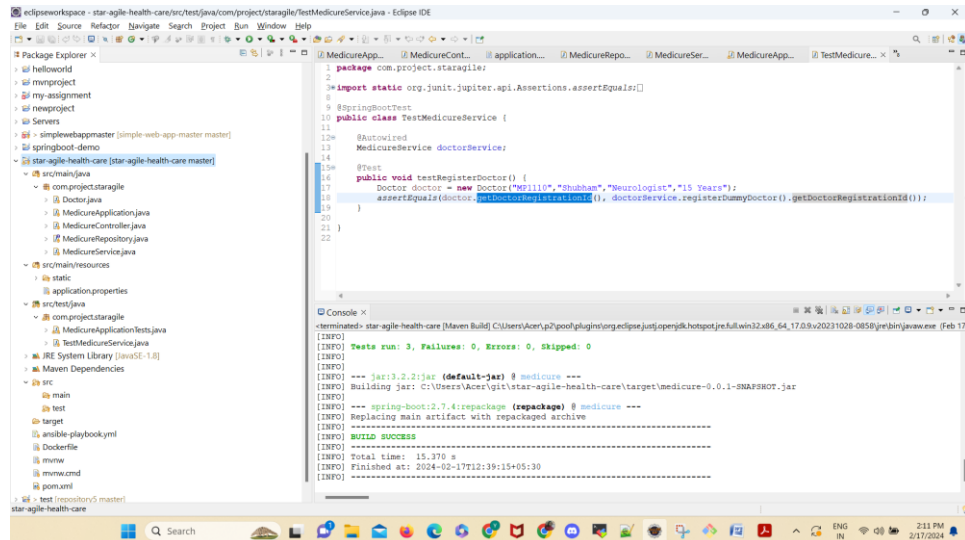 eclipseworkspace - star-agile-health-care/src/test/java/com/project/staragile/TestMedicureService.java - Eclipse IDE
File Edit Source Refactor Navigate Search Project Run Window Help
Package Explorer
helloworld
mvnproject
my-assignment
newproject
Servers
> simplewebappmaster [simple-web-app-master master]
springboot-demo
star-agile-health-care [star-agile-health-care master]
src/main/java
com.project.staragile
Doctor.java
MedicureApplication.java
MedicureController.java
MedicureRepository.java
MedicureService.java
src/main/resources
static
application.properties
src/test/java
com.project.staragile
MedicureApplicationTests.java
TestMedicureService.java
JRE System Library [JavaSE-1.8]
Maven Dependencies
src
main
test
target
ansible-playbook.yml
Dockerfile
mvnw
mvnw.cmd
pom.xml
> test [repository5 master]
star-agile-health-care
MedicureApp... MedicureCont... application.... MedicureRepo... MedicureSer... MedicureApp... TestMedicure...
1 package com.project.staragile;
2
3 import static org.junit.jupiter.api.Assertions.assertEquals;
8
9 @SpringBootTest
10 public class TestMedicureService {
11
12 @Autowired
13 MedicureService doctorService;
14
15 @Test
16 public void testRegisterDoctor() {
17 Doctor doctor = new Doctor("MP1110","Shubham","Neurologist","15 Years");
18 assertEquals(doctor.getDoctorRegistrationId(), doctorService.registerDummyDoctor().getDoctorRegistrationId());
19 }
20
21 }
22
Console
<terminated> star-agile-health-care [Maven Build] C:\Users\Acer\.p2\pool\plugins\org.eclipse.justj.openjdk.hotspot.jre.full.win32.x86_64_17.0.9.v20231028-0858\jre\bin\javaw.exe (Feb 17
[INFO]
[INFO] Tests run: 3, Failures: 0, Errors: 0, Skipped: 0
[INFO]
[INFO]
[INFO] --- jar:3.2.2:jar (default-jar) @ medicure ---
[INFO] Building jar: C:\Users\Acer\git\star-agile-health-care\target\medicure-0.0.1-SNAPSHOT.jar
[INFO]
[INFO] --- spring-boot:2.7.4:repackage (repackage) @ medicure ---
[INFO] Replacing main artifact with repackaged archive
[INFO] ------------------------------------------------------------------------
[INFO] BUILD SUCCESS
[INFO] ------------------------------------------------------------------------
[INFO] Total time: 15.370 s
[INFO] Finished at: 2024-02-17T12:39:15+05:30
[INFO] ------------------------------------------------------------------------
Search
ENG
IN
2:11 PM
2/17/2024